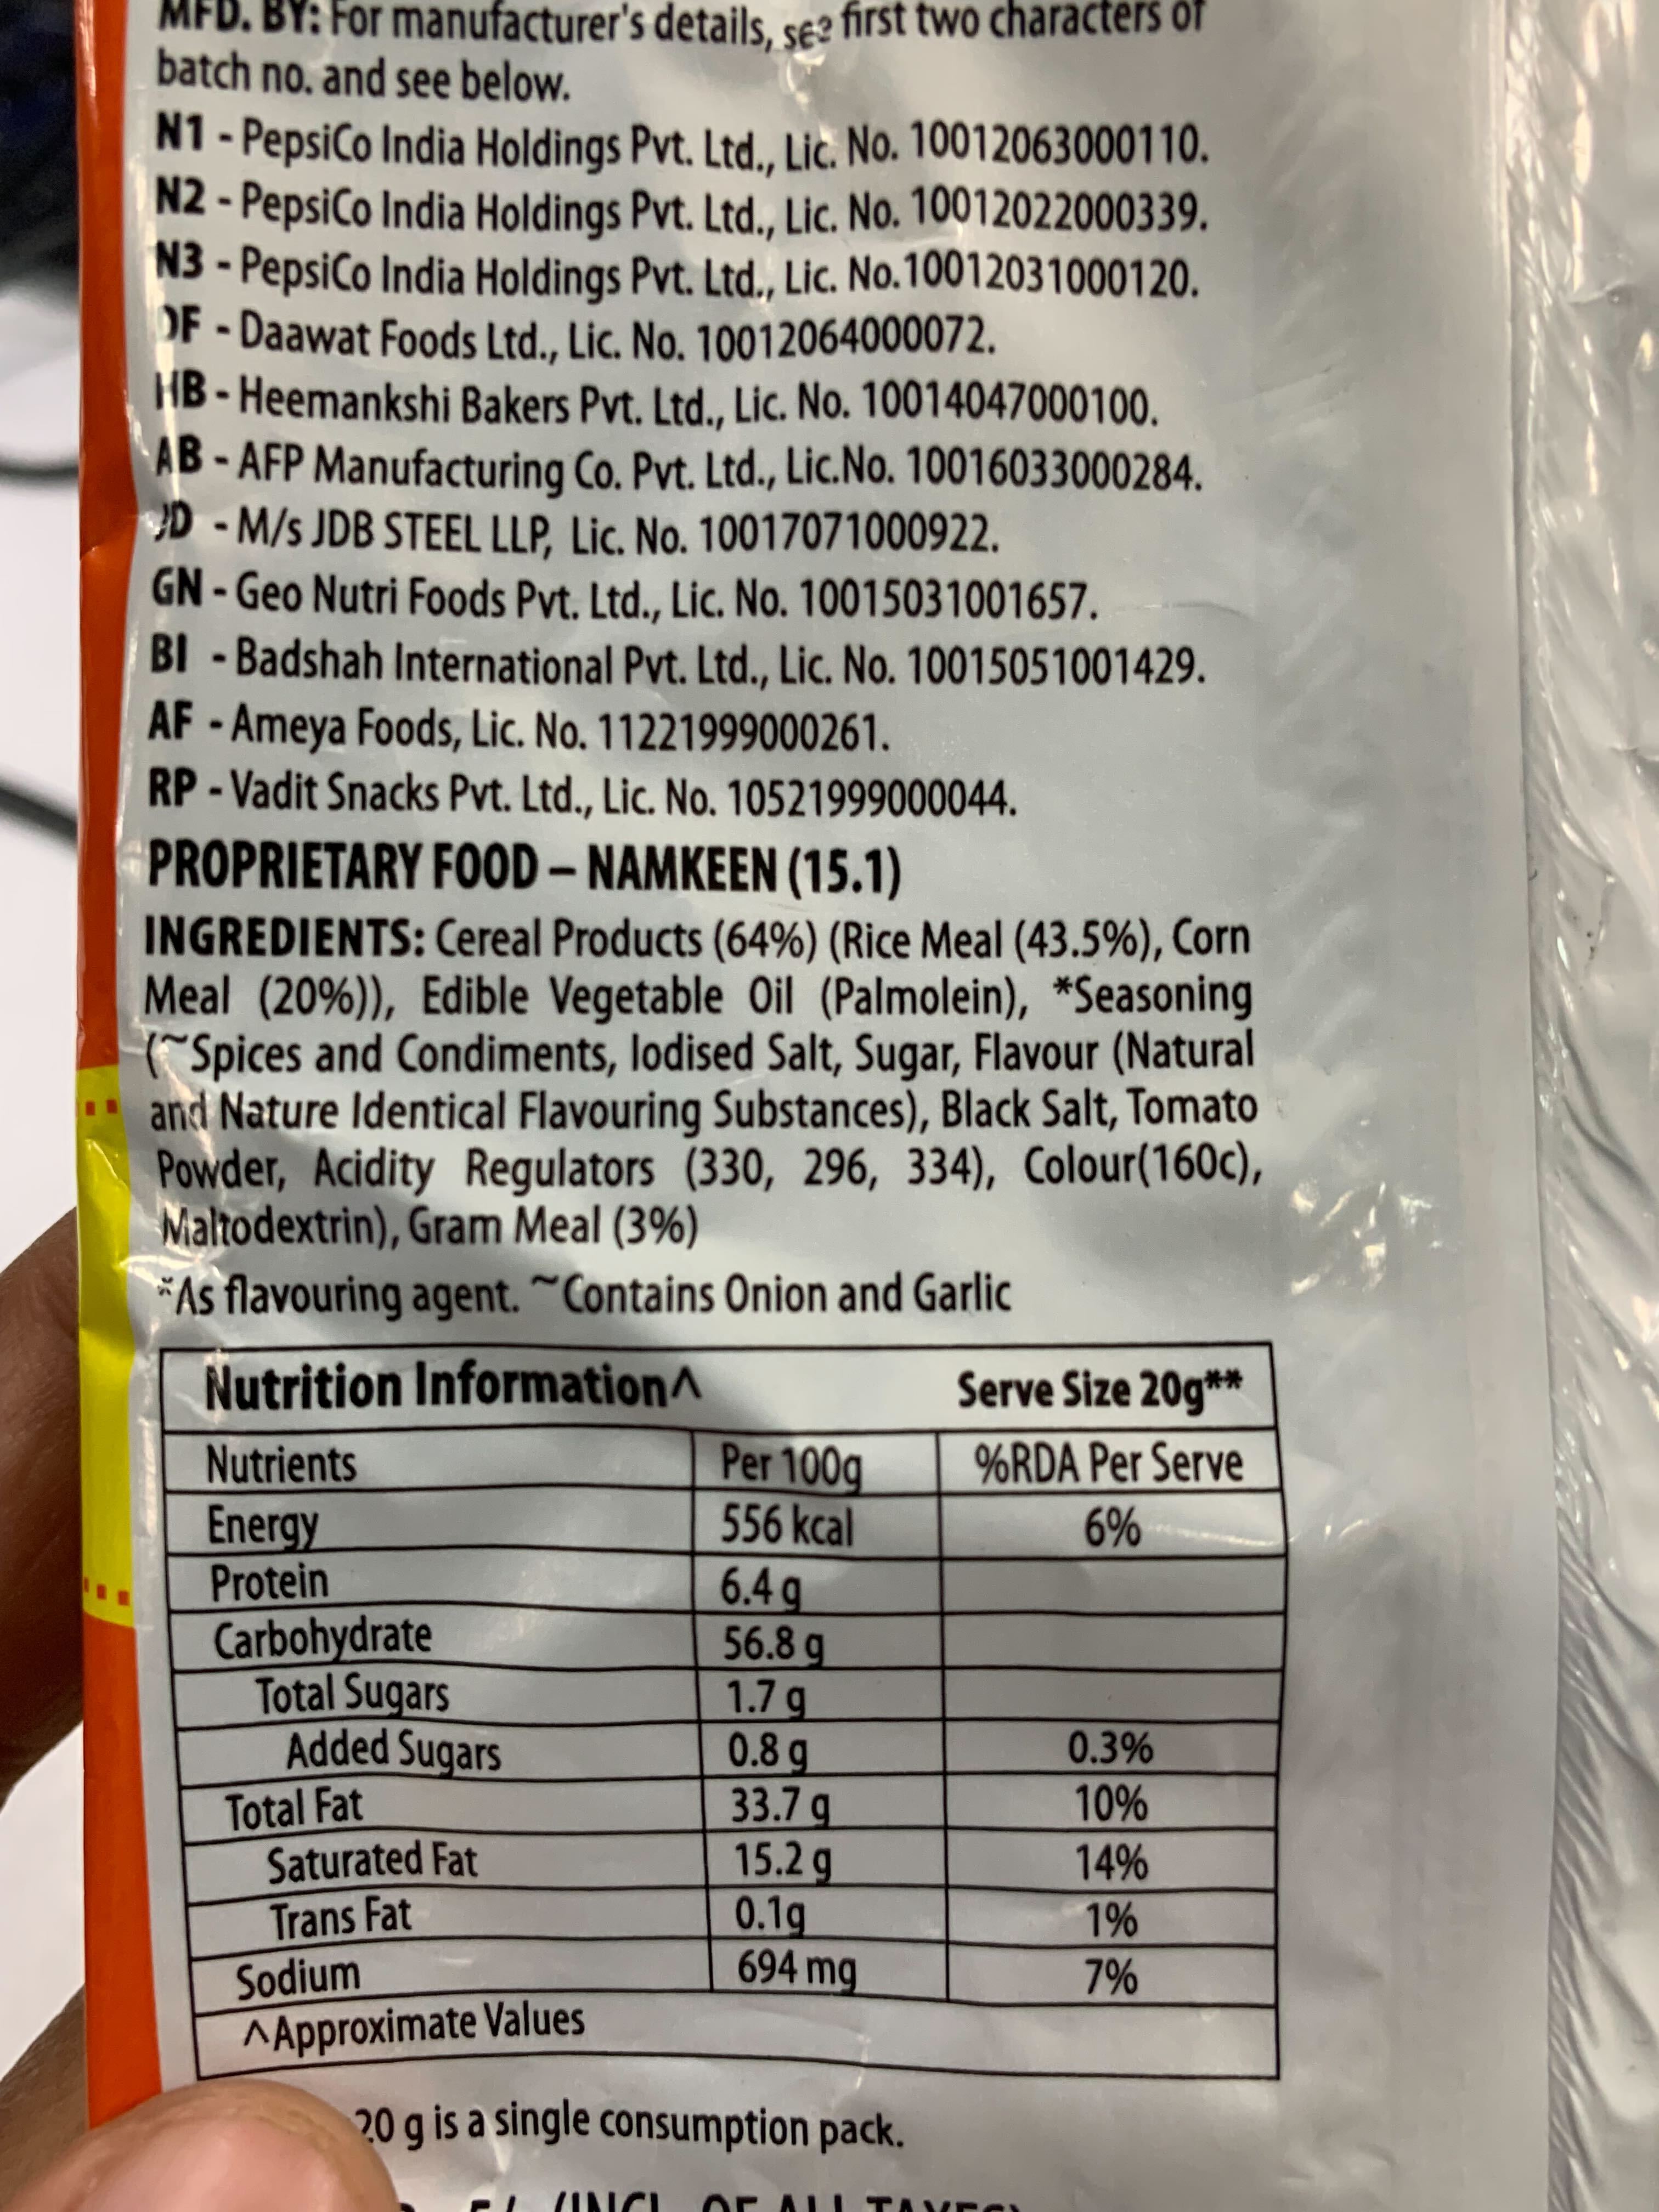 MFD. BY: For manufacturer's details, see first two characters of
batch no. and see below.
N1 - PepsiCo India Holdings Pvt. Ltd., Lic. No. 10012063000110.
N2 - PepsiCo India Holdings Pvt. Ltd., Lic. No. 10012022000339.
N3 - PepsiCo India Holdings Pvt. Ltd., Lic. No.10012031000120.
DF - Daawat Foods Ltd., Lic. No. 10012064000072.
HB - Heemankshi Bakers Pvt. Ltd., Lic. No. 10014047000100.
AB - AFP Manufacturing Co. Pvt. Ltd., Lic.No. 10016033000284.
JD - M/s JDB STEEL LLP, Lic. No. 10017071000922.
GN - Geo Nutri Foods Pvt. Ltd., Lic. No. 10015031001657.
BI - Badshah International Pvt. Ltd., Lic. No. 10015051001429.
AF - Ameya Foods, Lic. No. 11221999000261.
RP - Vadit Snacks Pvt. Ltd., Lic. No. 10521999000044.
PROPRIETARY FOOD – NAMKEEN (15.1)
INGREDIENTS: Cereal Products (64%) (Rice Meal (43.5%), Corn
Meal (20%)), Edible Vegetable Oil (Palmolein), *Seasoning
(~Spices and Condiments, Iodised Salt, Sugar, Flavour (Natural
and Nature Identical Flavouring Substances), Black Salt, Tomato
Powder, Acidity Regulators (330, 296, 334), Colour(160c),
Maltodextrin), Gram Meal (3%)
*As flavouring agent. ~Contains Onion and Garlic
Nutrition Information^ Serve Size 20g**
Nutrients Per 100g %RDA Per Serve
Energy 556 kcal 6%
Protein 6.4 g
Carbohydrate 56.8 g
Total Sugars 1.7 g
Added Sugars 0.8 g 0.3%
Total Fat 33.7 g 10%
Saturated Fat 15.2 g 14%
Trans Fat 0.1g 1%
Sodium 694 mg 7%
^Approximate Values
20 g is a single consumption pack.
(INCL OF ALL TAXES)